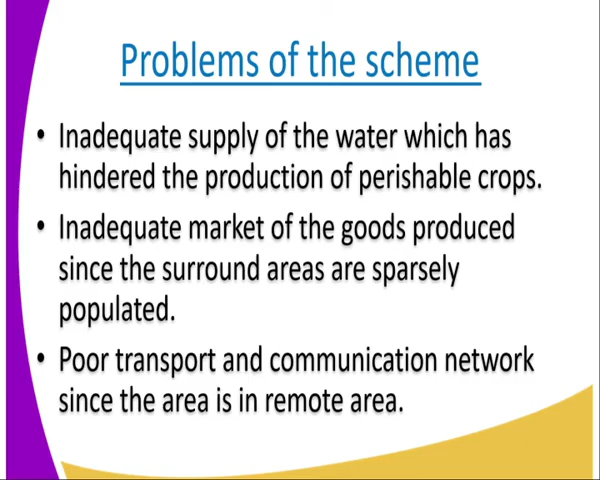 Problems of the scheme
• Inadequate supply of the water which has
hindered the production of perishable crops.
• Inadequate market of the goods produced
since the surround areas are sparsely
populated.
• Poor transport and communication network
since the area is in remote area.